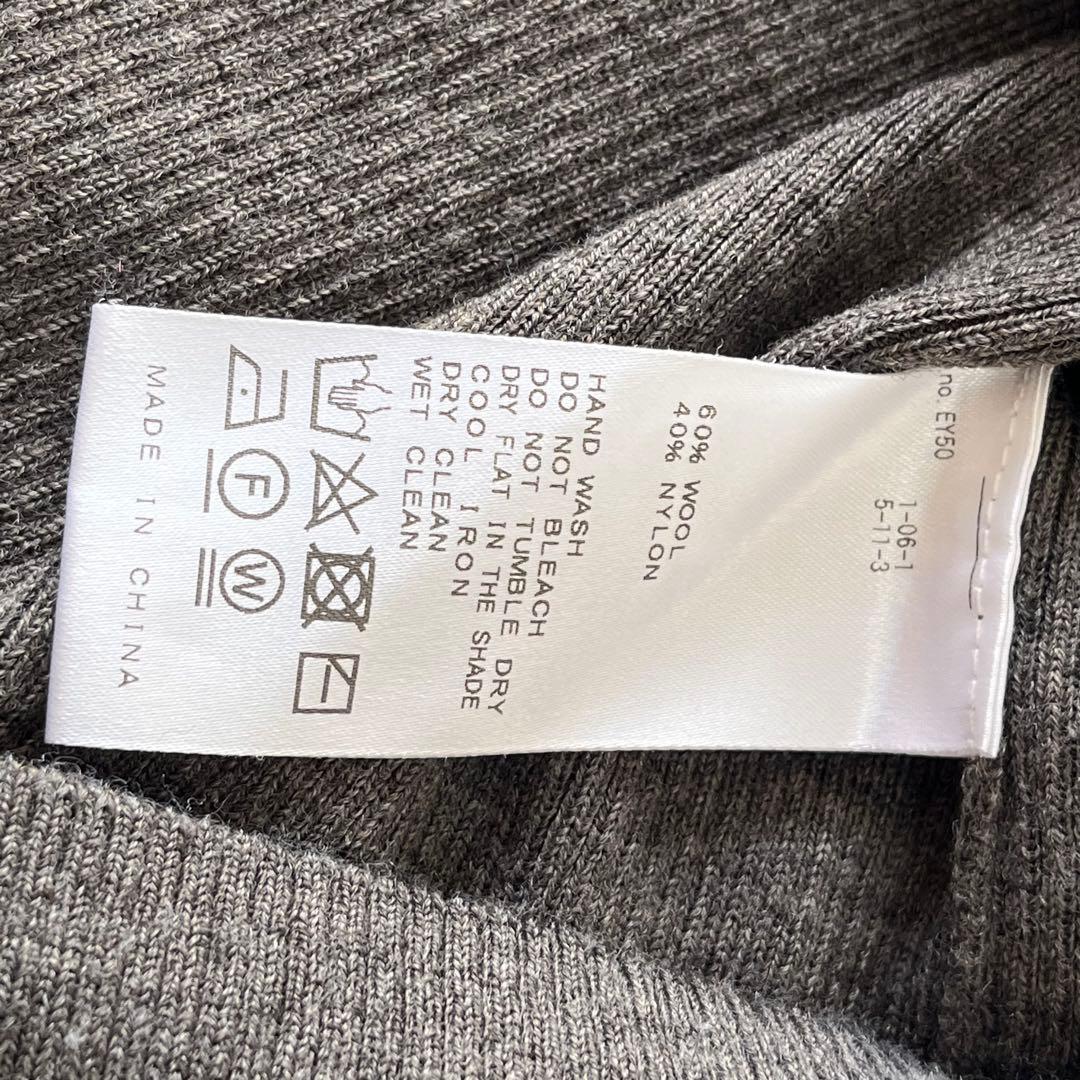 no. EY50
1-06-1
5-11-3
60% WOOL
40% NYLON
HAND WASH
DO NOT BLEACH
DO NOT TUMBLE DRY
DRY FLAT IN THE SHADE
COOL IRON
DRY CLEAN
WET CLEAN
F
W
MADE IN CHINA